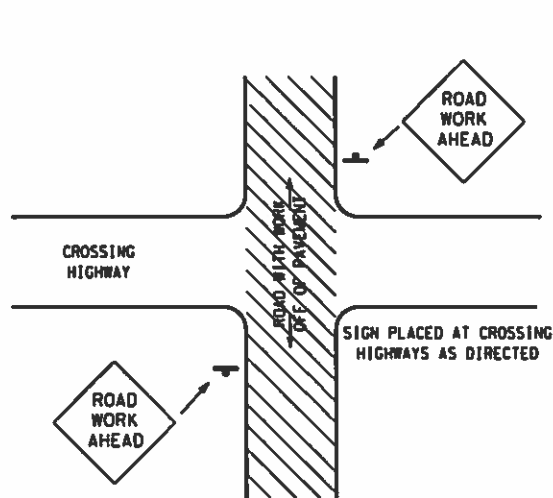 ROAD
WORK
AHEAD
CROSSING
HIGHWAY
ROAD WITH WORK
OFF OF PAVEMENT
SIGN PLACED AT CROSSING
HIGHWAYS AS DIRECTED
ROAD
WORK
AHEAD